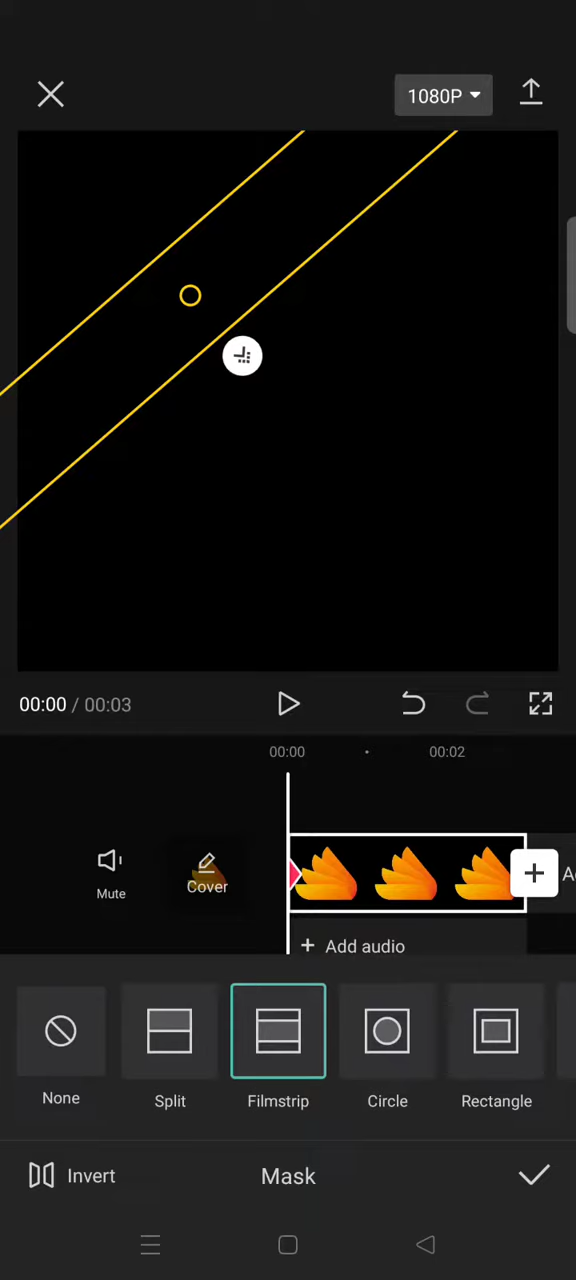 1080P
00:00 / 00:03
00:00
00:02
Mute
Cover
+ Add audio
None
Split
Filmstrip
Circle
Rectangle
Invert
Mask